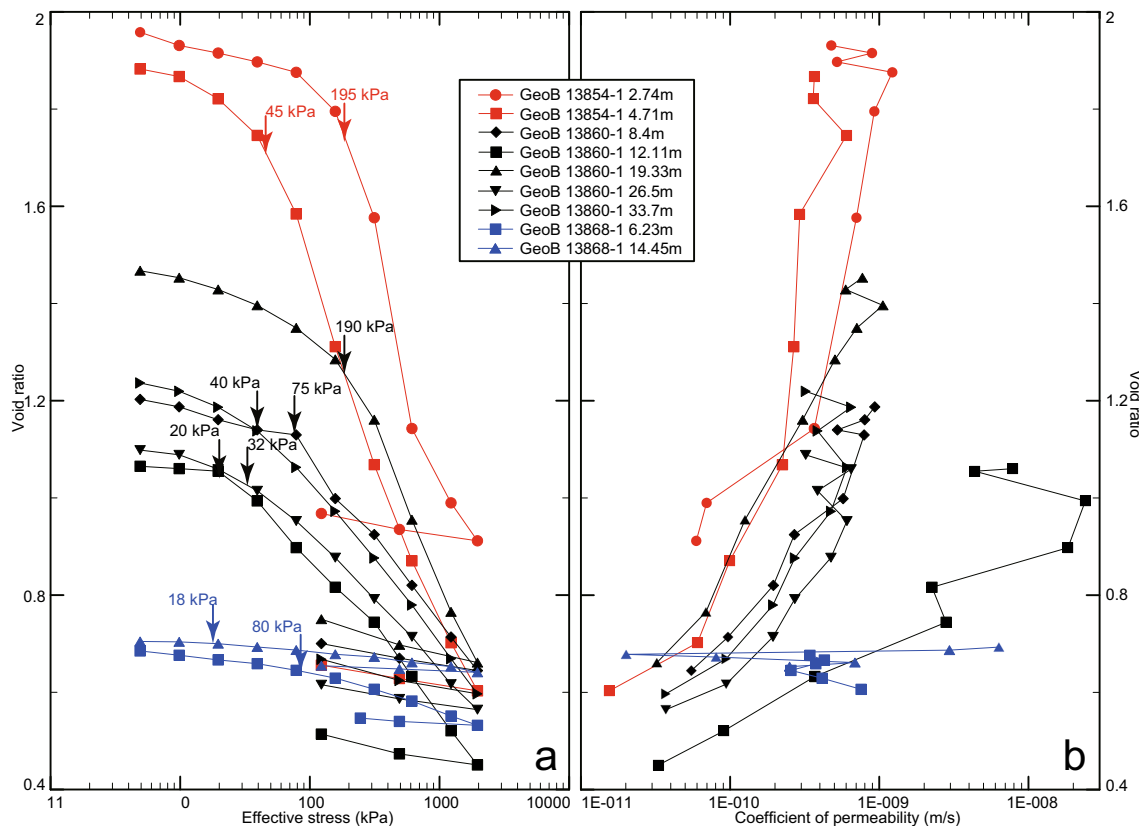 2
1.6
1.2
0.8
0.4
Void ratio
195 kPa
45 kPa
190 kPa
40 kPa
75 kPa
20 kPa
32 kPa
18 kPa
80 kPa
a
11
0
100
1000
10000
Effective stress (kPa)
GeoB 13854-1 2.74m
GeoB 13854-1 4.71m
GeoB 13860-1 8.4m
GeoB 13860-1 12.11m
GeoB 13860-1 19.33m
GeoB 13860-1 26.5m
GeoB 13860-1 33.7m
GeoB 13868-1 6.23m
GeoB 13868-1 14.45m
b
1E-011
1E-010
1E-009
1E-008
Coefficient of permeability (m/s)
2
1.6
1.2
0.8
0.4
Void ratio